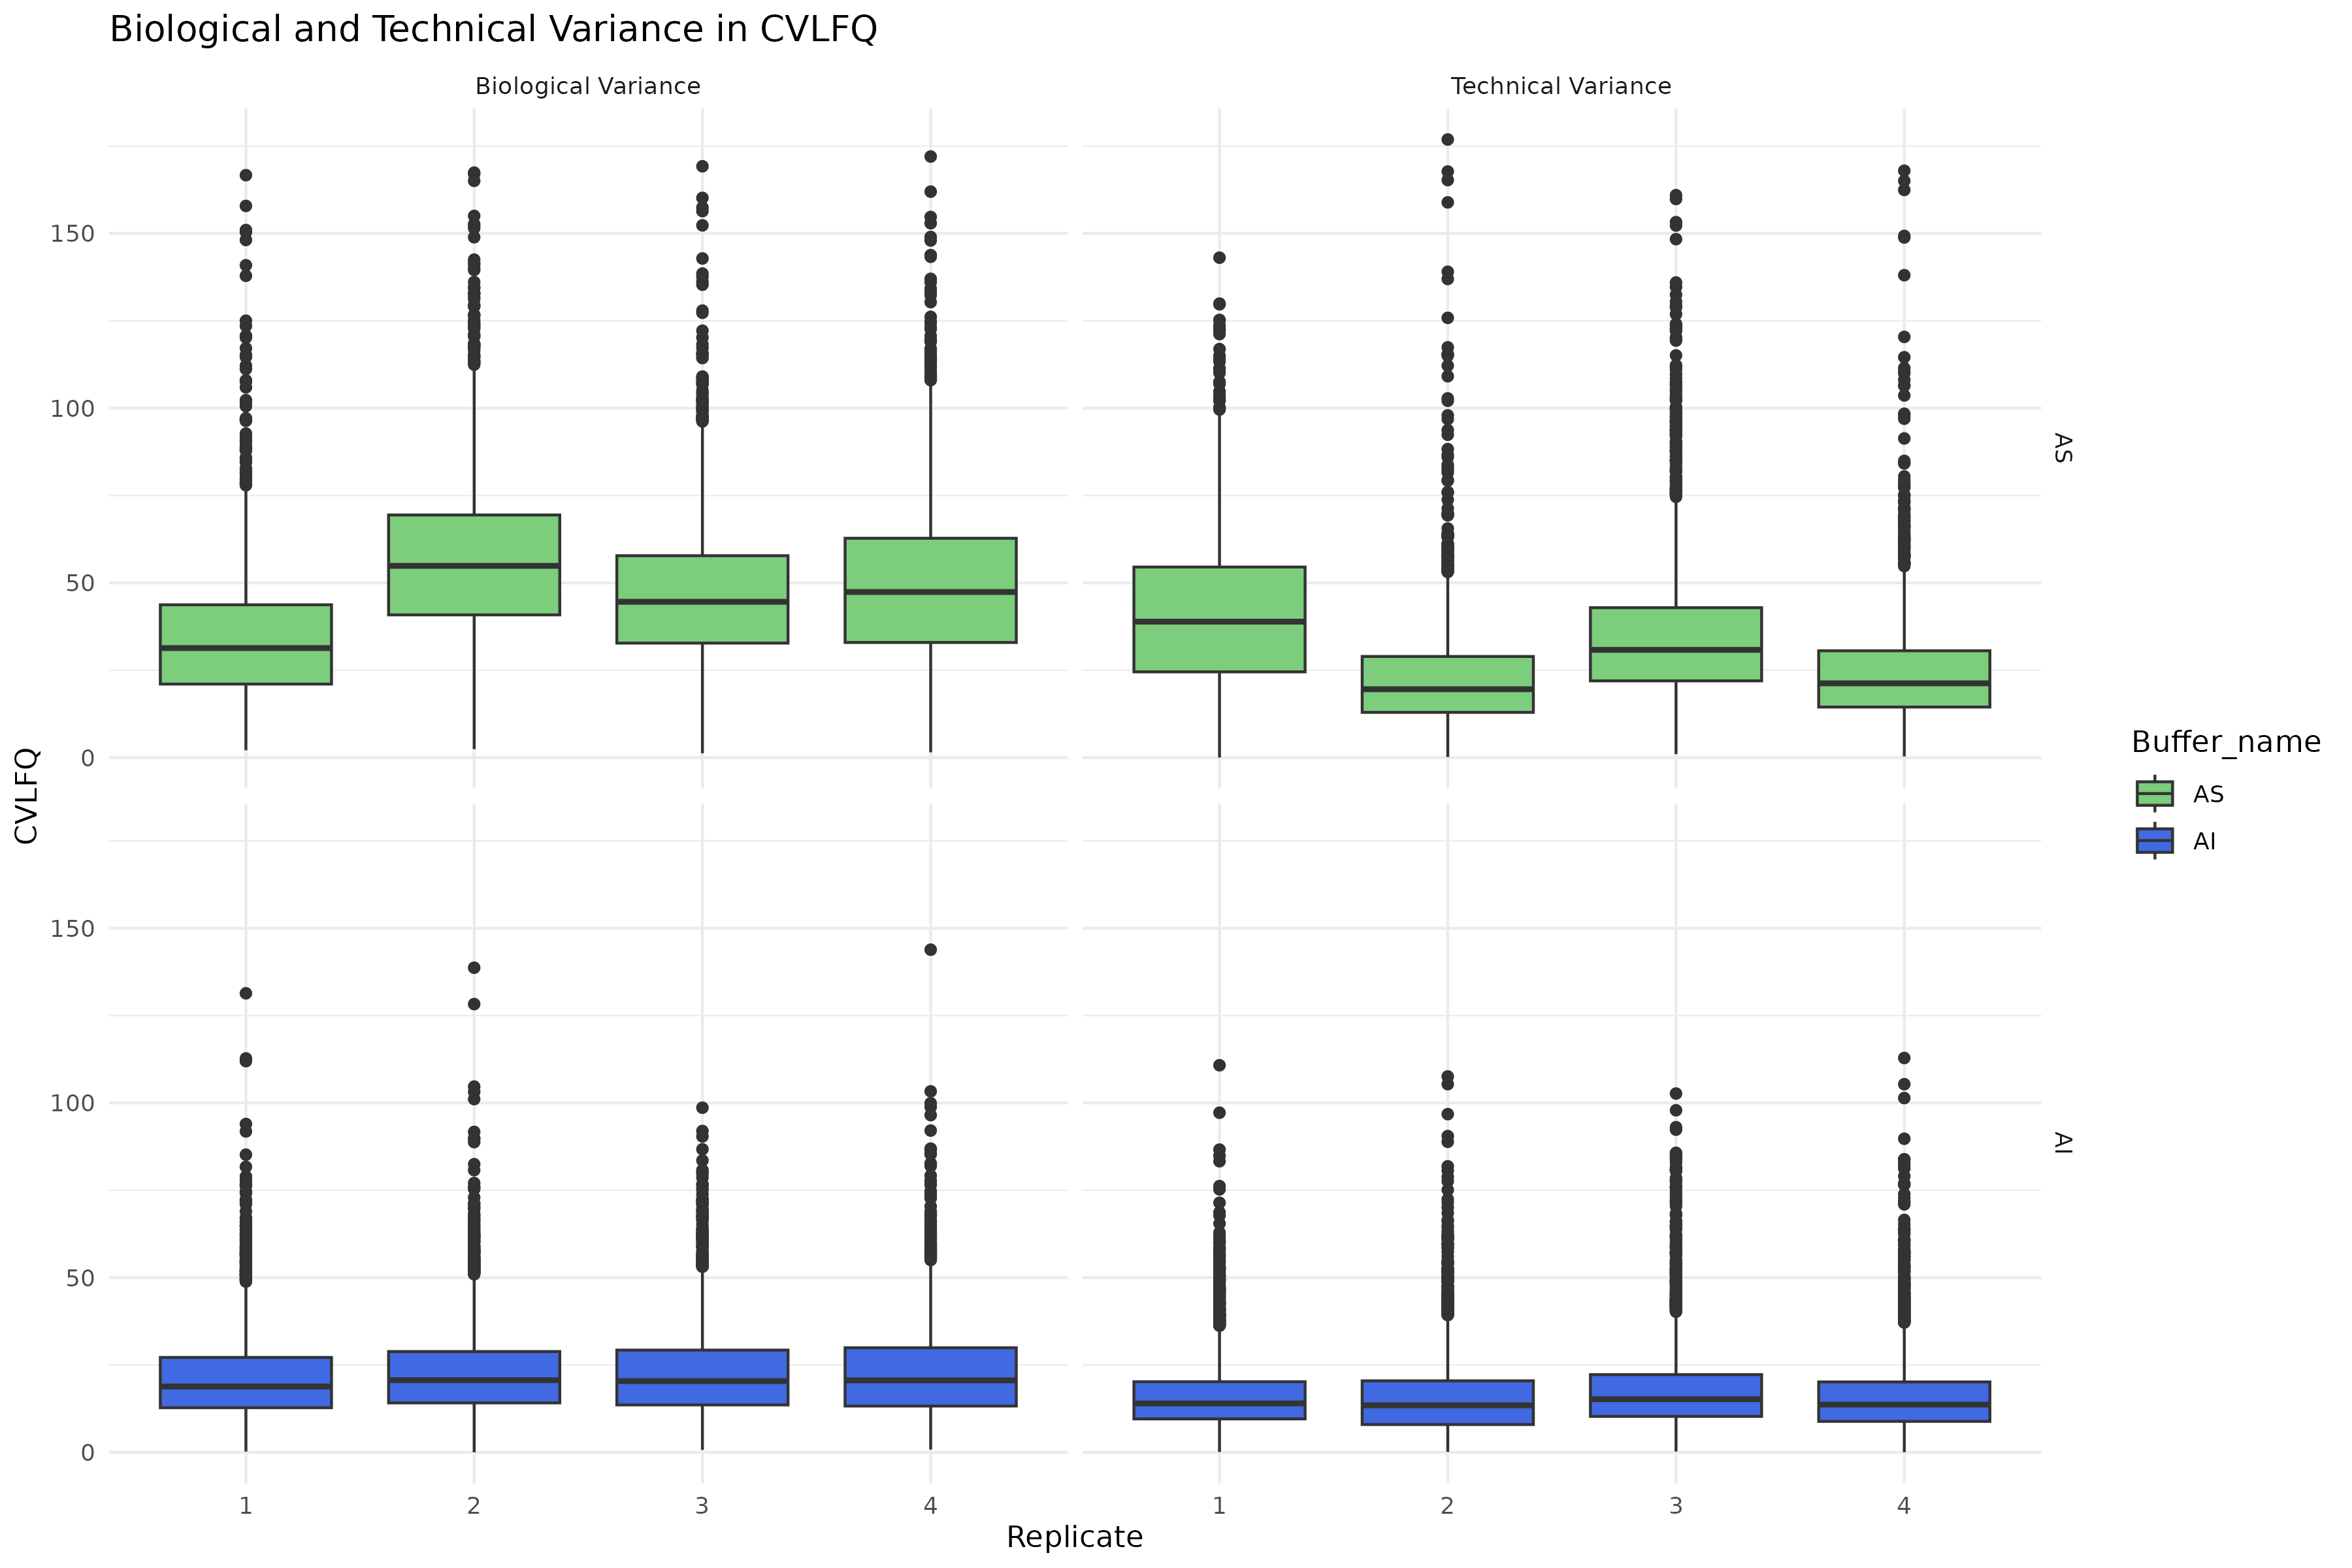 Biological and Technical Variance in CVLFQ
Biological Variance
Technical Variance
150
100
50
0
AS
150
100
50
0
AI
CVLFQ
1 2 3 4
1 2 3 4
Replicate
Buffer_name
AS
AI